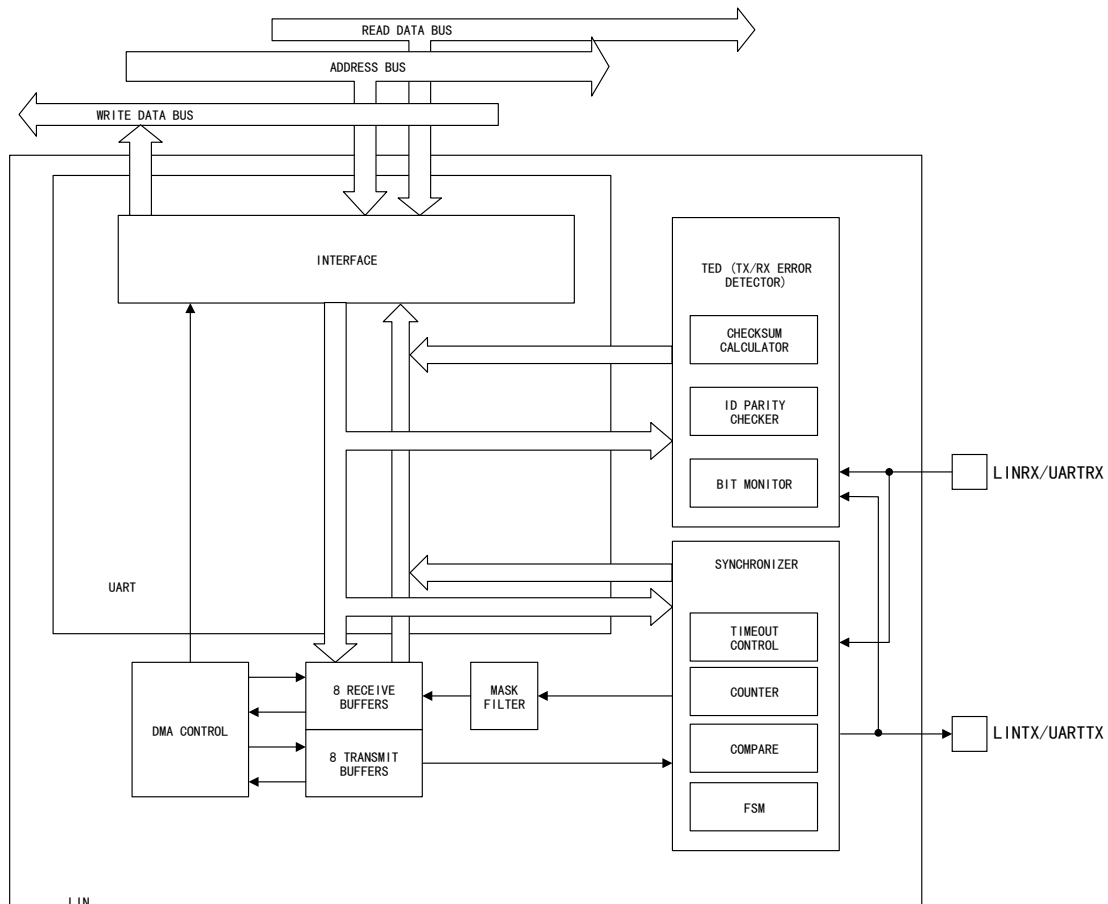 READ DATA BUS
ADDRESS BUS
WRITE DATA BUS
INTERFACE
TED (TX/RX ERROR
DETECTOR)
CHECKSUM
CALCULATOR
ID PARITY
CHECKER
BIT MONITOR
LINRX/UARTRX
SYNCHRONIZER
UART
TIMEOUT
CONTROL
8 RECEIVE
BUFFERS
MASK
FILTER
COUNTER
DMA CONTROL
LINTX/UARTTX
COMPARE
8 TRANSMIT
BUFFERS
FSM
LIN